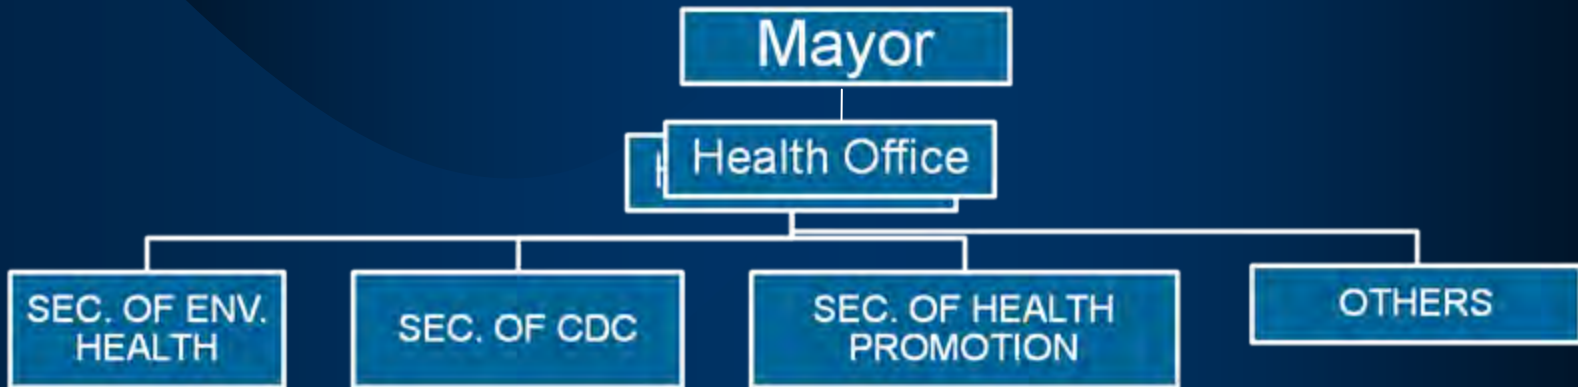 Mayor
Health Office
SEC. OF ENV.
HEALTH
SEC. OF CDC
SEC. OF HEALTH
PROMOTION
OTHERS